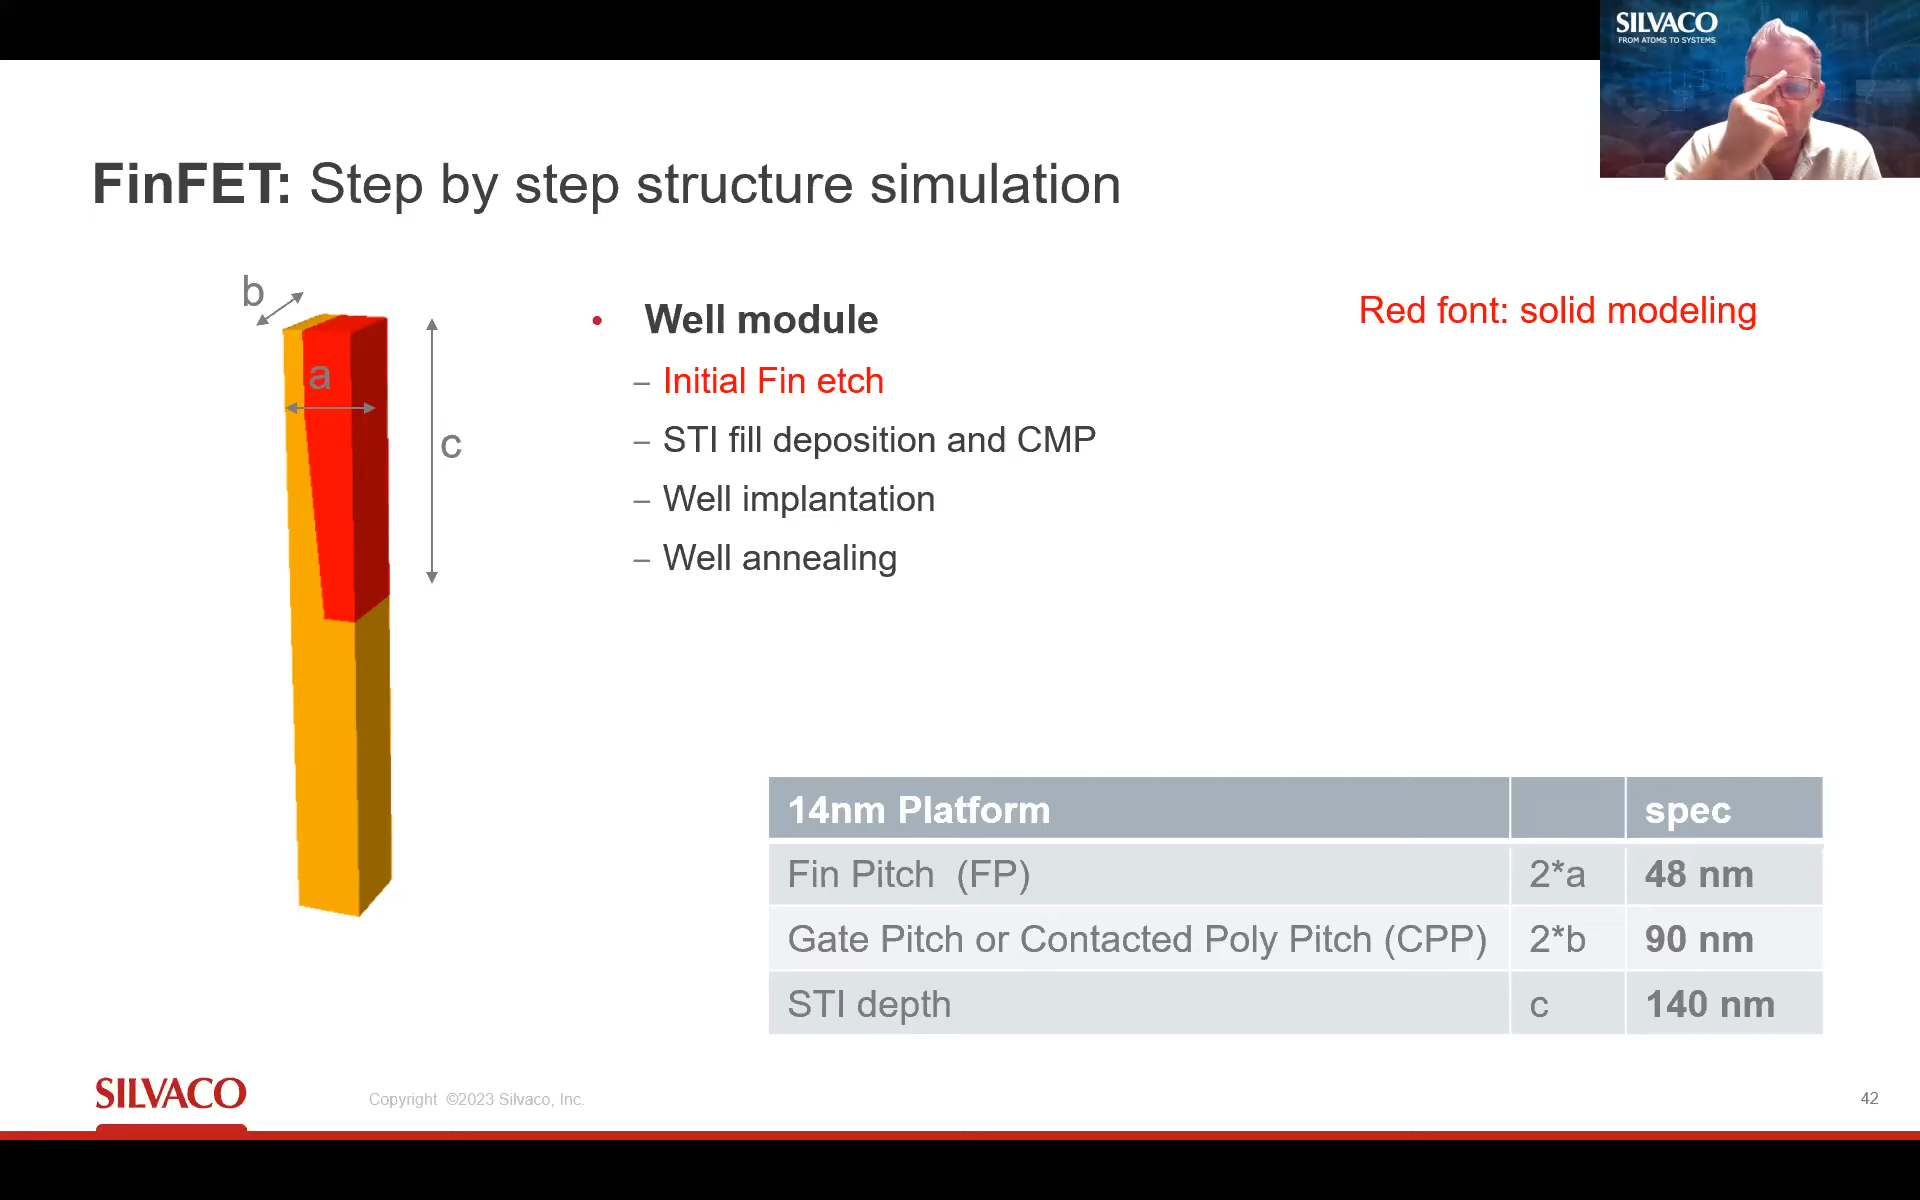 SILVACO
FROM ATOMS TO SYSTEMS
FinFET: Step by step structure simulation
b
a
c
• Well module
– Initial Fin etch
– STI fill deposition and CMP
– Well implantation
– Well annealing
Red font: solid modeling
14nm Platform spec
Fin Pitch (FP) 2*a 48 nm
Gate Pitch or Contacted Poly Pitch (CPP) 2*b 90 nm
STI depth c 140 nm
SILVACO
Copyright ©2023 Silvaco, Inc.
42